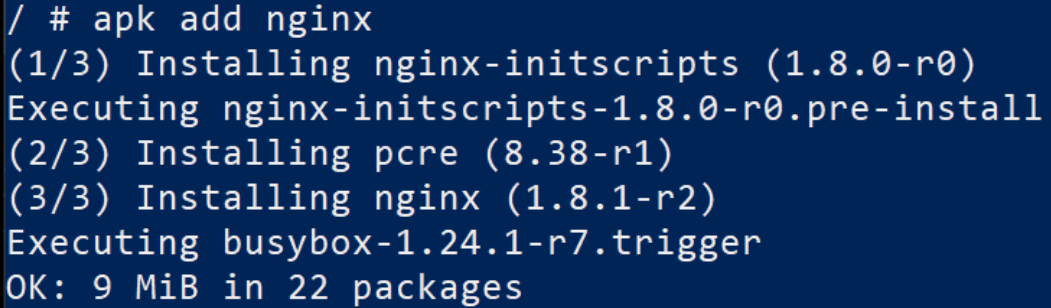 / # apk add nginx
(1/3) Installing nginx-initscripts (1.8.0-r0)
Executing nginx-initscripts-1.8.0-r0.pre-install
(2/3) Installing pcre (8.38-r1)
(3/3) Installing nginx (1.8.1-r2)
Executing busybox-1.24.1-r7.trigger
OK: 9 MiB in 22 packages